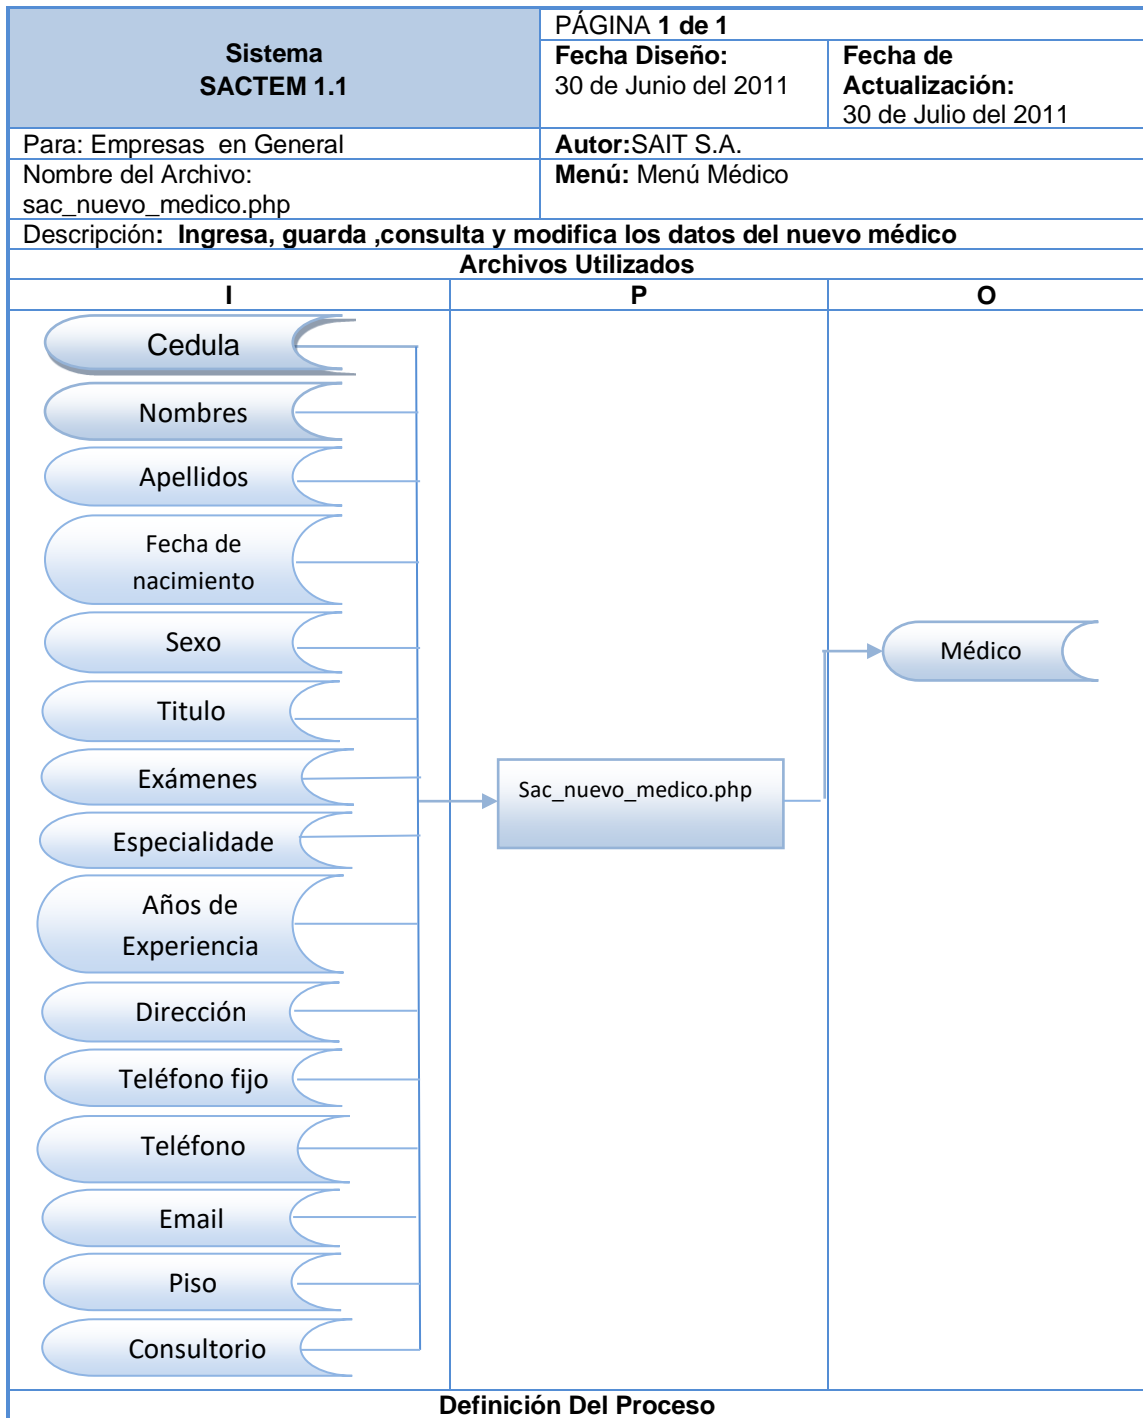 Sistema
SACTEM 1.1
PÁGINA 1 de 1
Fecha Diseño:
30 de Junio del 2011
Fecha de
Actualización:
30 de Julio del 2011
Para: Empresas  en General
Autor:SAIT S.A.
Nombre del Archivo:
sac_nuevo_medico.php
Menú: Menú Médico
Descripción:  Ingresa, guarda ,consulta y modifica los datos del nuevo médico
Archivos Utilizados
I
P
O
Cedula
Nombres
Apellidos
Fecha de
nacimiento
Sexo
Titulo
Exámenes
Especialidade
Años de
Experiencia
Dirección
Teléfono fijo
Teléfono
Email
Piso
Consultorio
Sac_nuevo_medico.php
Médico
Definición Del Proceso